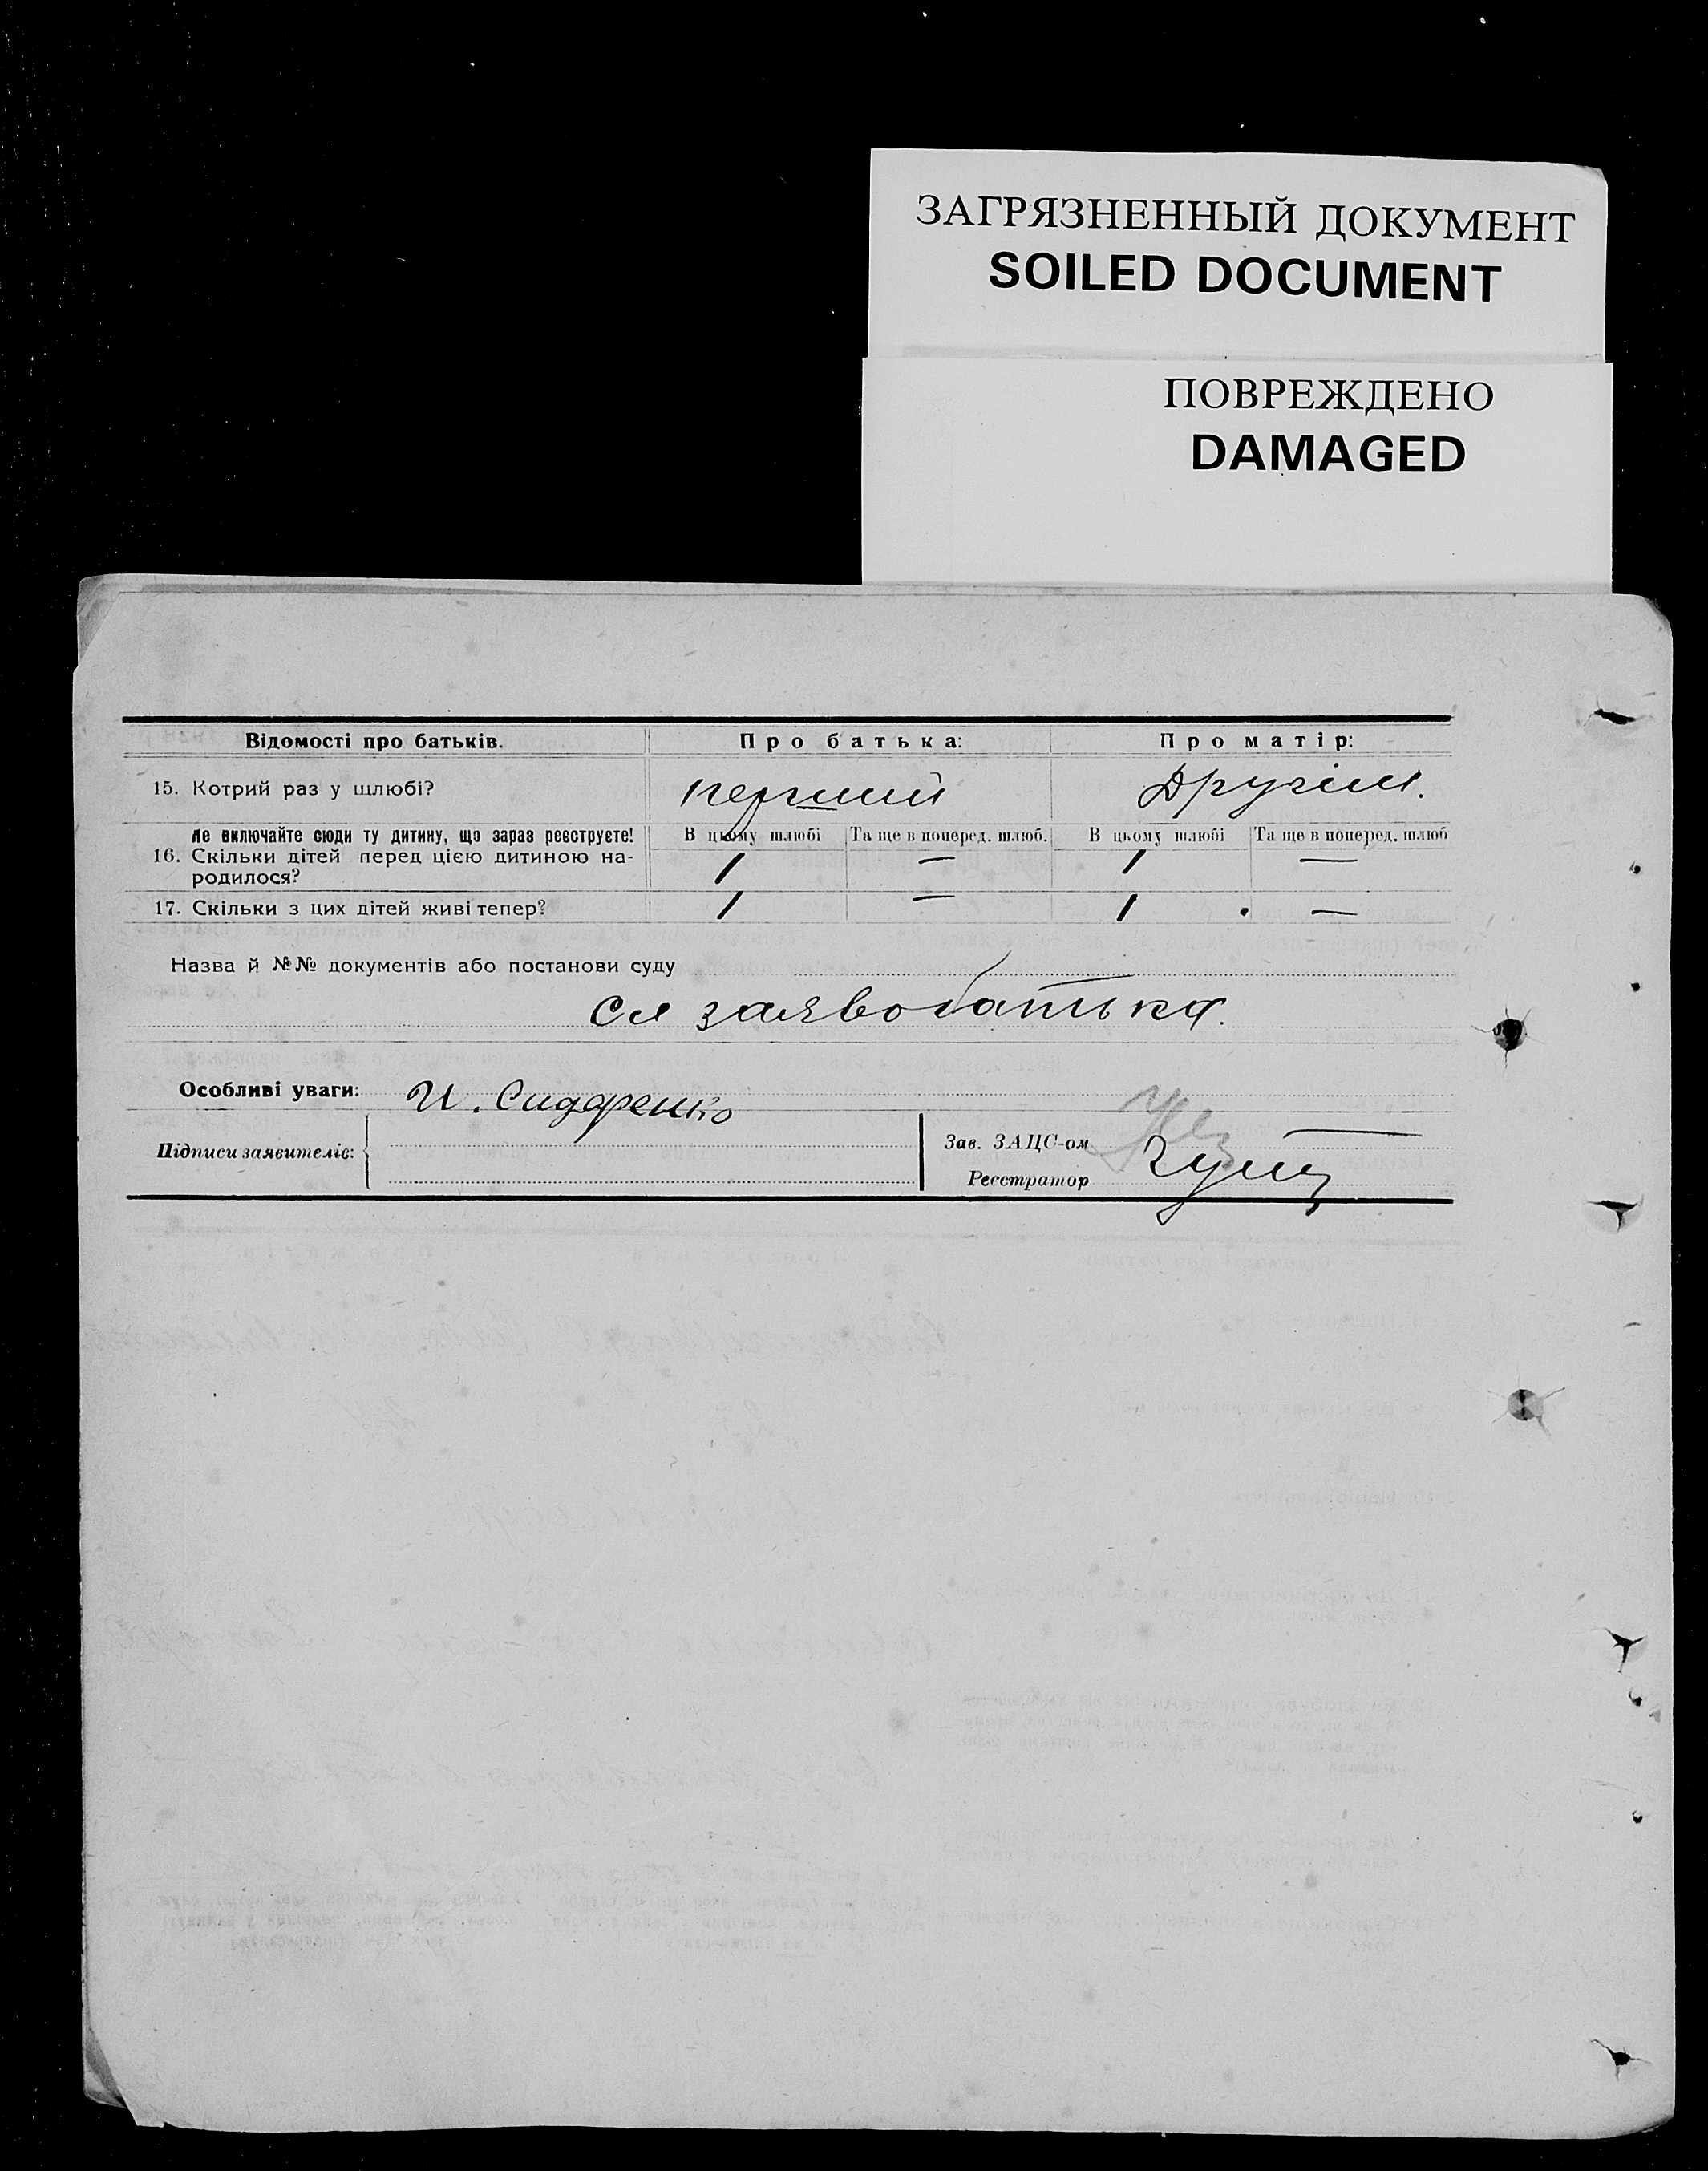 ЗАГРЯЗНЕННЫЙ ДОКУМЕНТ
SOILED DOCUMENT
ПОВРЕЖДЕНО
DAMAGED
Відомості про батьків. Про батька: Про матір:
15. Котрий раз у шлюбі? перший другий.
Не включайте сюди ту дитину, що зараз реєструєте! В цьому шлюбі Та ще в поперед. шлюб. В цьому шлюбі Та ще в поперед. шлюб
16. Скільки дітей перед цією дитиною на-
родилося? 1 — 1 —
17. Скільки з цих дітей живі тепер? 1 — 1 —
Назва й №№ документів або постанови суду
батька.
Особливі уваги: И. Сидоренко
Підписи заявителів:
Зав. ЗАЦС-ом
Реєстратор